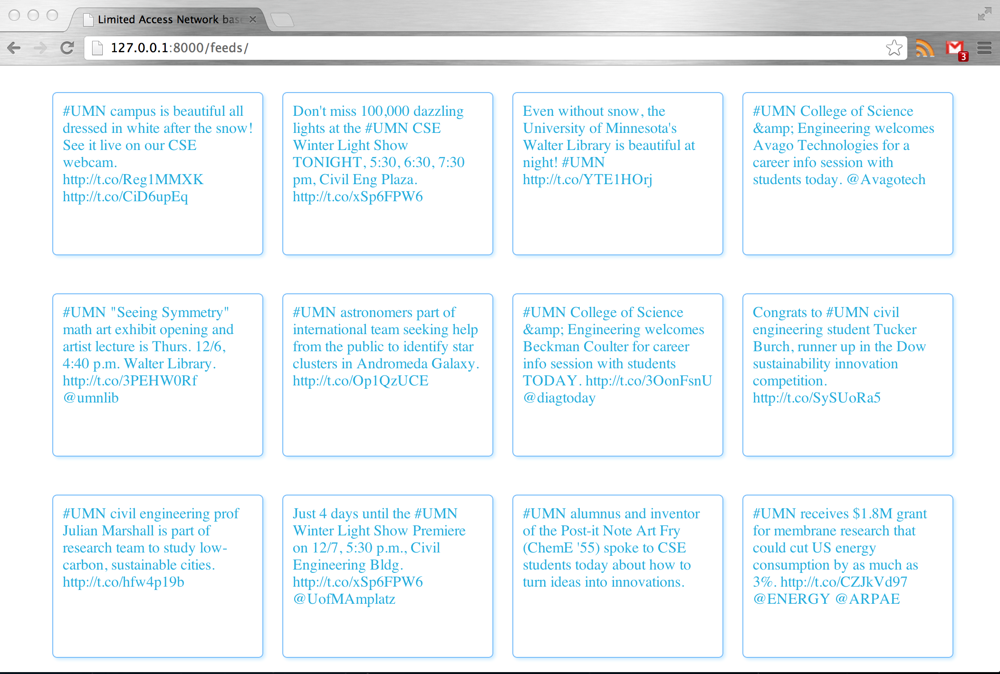 Limited Access Network bas
127.0.0.1:8000/feeds/
3
#UMN campus is beautiful all
dressed in white after the snow!
See it live on our CSE
webcam.
http://t.co/Reg1MMXK
http://t.co/CiD6upEq
Don't miss 100,000 dazzling
lights at the #UMN CSE
Winter Light Show
TONIGHT, 5:30, 6:30, 7:30
pm, Civil Eng Plaza.
http://t.co/xSp6FPW6
Even without snow, the
University of Minnesota's
Walter Library is beautiful at
night! #UMN
http://t.co/YTE1HOrj
#UMN College of Science
&amp; Engineering welcomes
Avago Technologies for a
career info session with
students today. @Avagotech
#UMN "Seeing Symmetry"
math art exhibit opening and
artist lecture is Thurs. 12/6,
4:40 p.m. Walter Library.
http://t.co/3PEHW0Rf
@umnlib
#UMN astronomers part of
international team seeking help
from the public to identify star
clusters in Andromeda Galaxy.
http://t.co/Op1QzUCE
#UMN College of Science
&amp; Engineering welcomes
Beckman Coulter for career
info session with students
TODAY. http://t.co/3OonFsnU
@diagtoday
Congrats to #UMN civil
engineering student Tucker
Burch, runner up in the Dow
sustainability innovation
competition.
http://t.co/SySUoRa5
#UMN civil engineering prof
Julian Marshall is part of
research team to study low-
carbon, sustainable cities.
http://t.co/hfw4p19b
Just 4 days until the #UMN
Winter Light Show Premiere
on 12/7, 5:30 p.m., Civil
Engineering Bldg.
http://t.co/xSp6FPW6
@UofMAmplatz
#UMN alumnus and inventor
of the Post-it Note Art Fry
(ChemE '55) spoke to CSE
students today about how to
turn ideas into innovations.
#UMN receives $1.8M grant
for membrane research that
could cut US energy
consumption by as much as
3%. http://t.co/CZJkVd97
@ENERGY @ARPAE